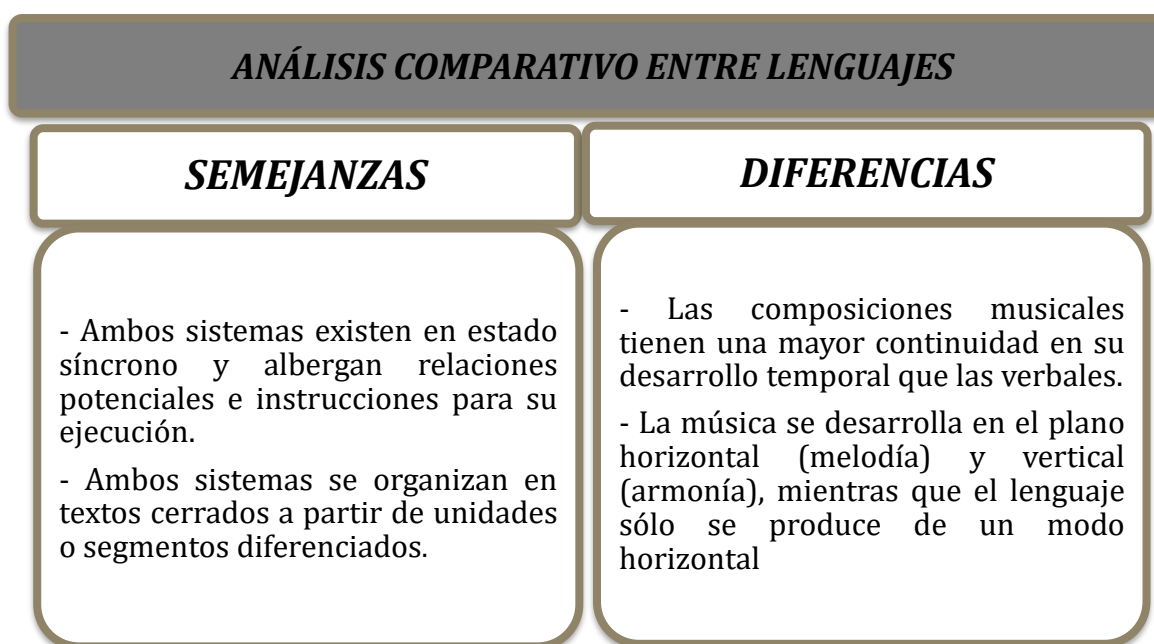 ANÁLISIS COMPARATIVO ENTRE LENGUAJES
SEMEJANZAS
- Ambos sistemas existen en estado
síncrono y albergan relaciones
potenciales e instrucciones para su
ejecución.
- Ambos sistemas se organizan en
textos cerrados a partir de unidades
o segmentos diferenciados.
DIFERENCIAS
- Las composiciones musicales
tienen una mayor continuidad en su
desarrollo temporal que las verbales.
- La música se desarrolla en el plano
horizontal (melodía) y vertical
(armonía), mientras que el lenguaje
sólo se produce de un modo
horizontal